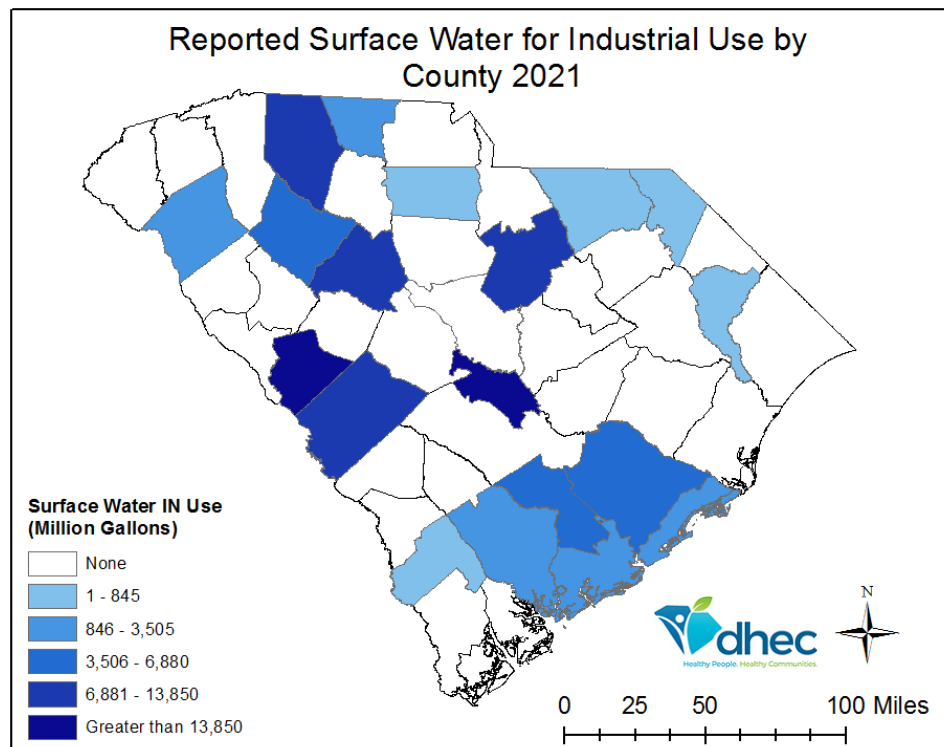 Reported Surface Water for Industrial Use by
County 2021
Surface Water IN Use
(Million Gallons)
None
1 - 845
846 - 3,505
3,506 - 6,880
6,881 - 13,850
Greater than 13,850
dhec
Healthy People. Healthy Communities.
N
0 25 50 100 Miles